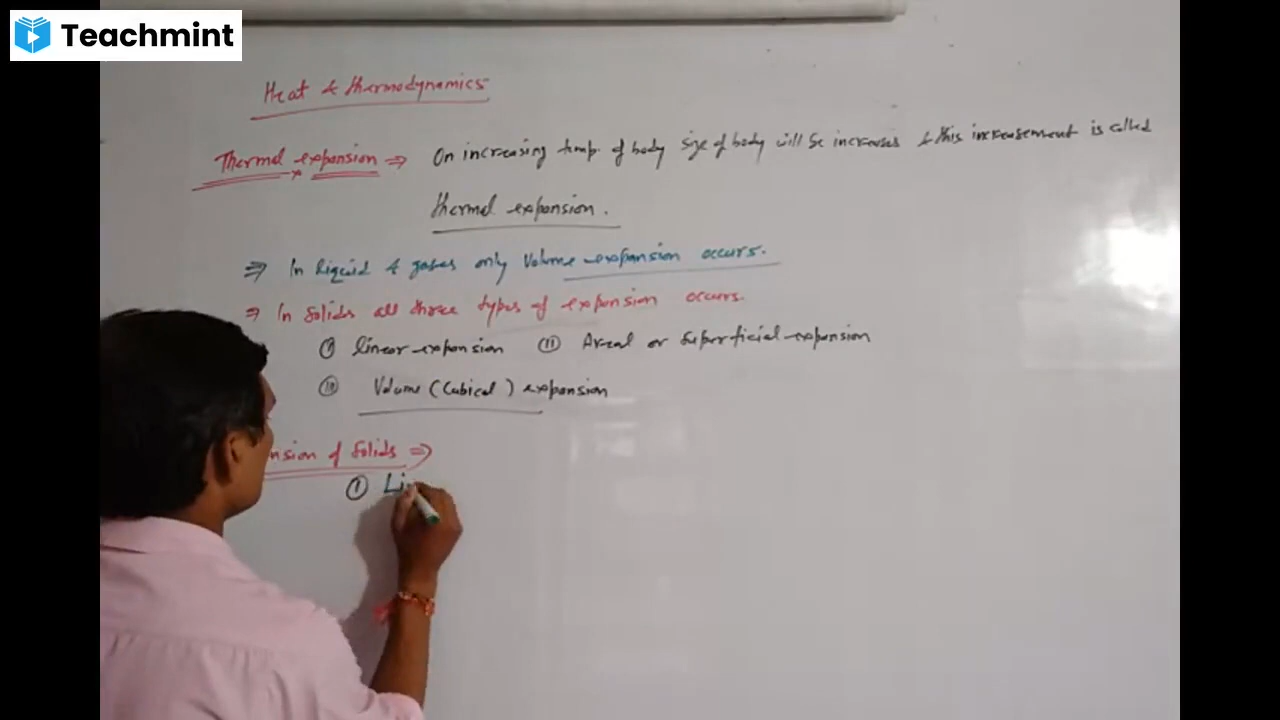 Teachmint
Heat & thermodynamics
Thermal expansion ⇒ On increasing temp. of body size of body will be increases & this increasement is called
thermal expansion.
⇒ In liquid & gases only Volume expansion occurs.
⇒ In Solids all three types of expansion occurs.
(i) linear expansion (ii) Areal or Superficial expansion
(iii) Volume (Cubical) expansion
nsion of Solids ⇒
(1) Li